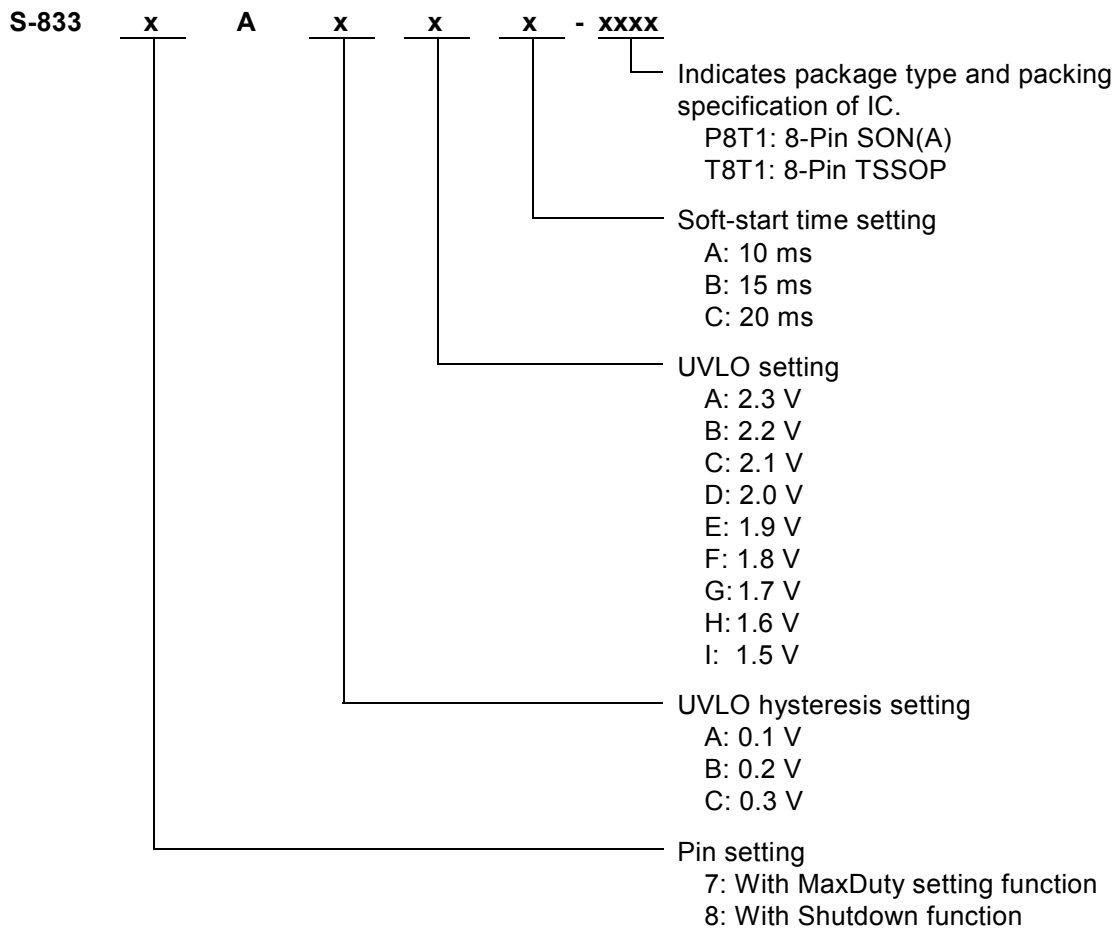 S-833 x A x x x - xxxx
Indicates package type and packing
specification of IC.
P8T1: 8-Pin SON(A)
T8T1: 8-Pin TSSOP
Soft-start time setting
A: 10 ms
B: 15 ms
C: 20 ms
UVLO setting
A: 2.3 V
B: 2.2 V
C: 2.1 V
D: 2.0 V
E: 1.9 V
F: 1.8 V
G: 1.7 V
H: 1.6 V
I: 1.5 V
UVLO hysteresis setting
A: 0.1 V
B: 0.2 V
C: 0.3 V
Pin setting
7: With MaxDuty setting function
8: With Shutdown function